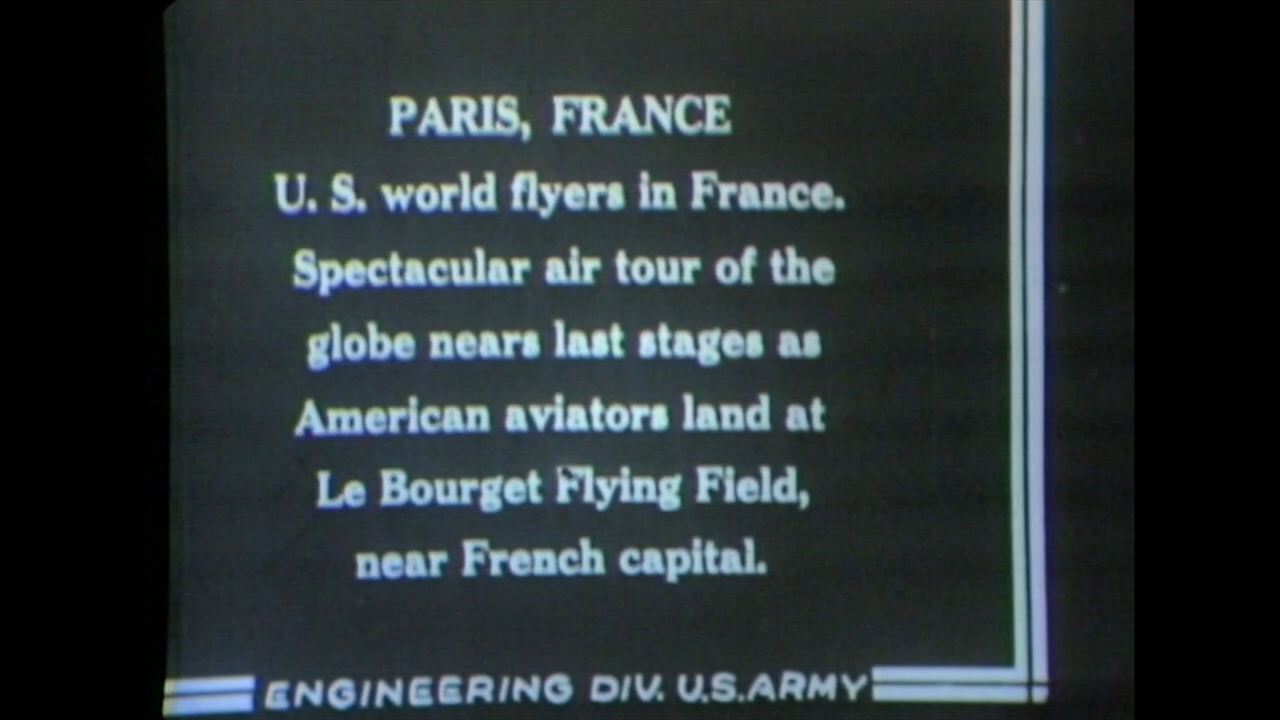 PARIS, FRANCE
U. S. world flyers in France.
Spectacular air tour of the
globe nears last stages as
American aviators land at
Le Bourget Flying Field,
near French capital.
ENGINEERING DIV. U.S.ARMY